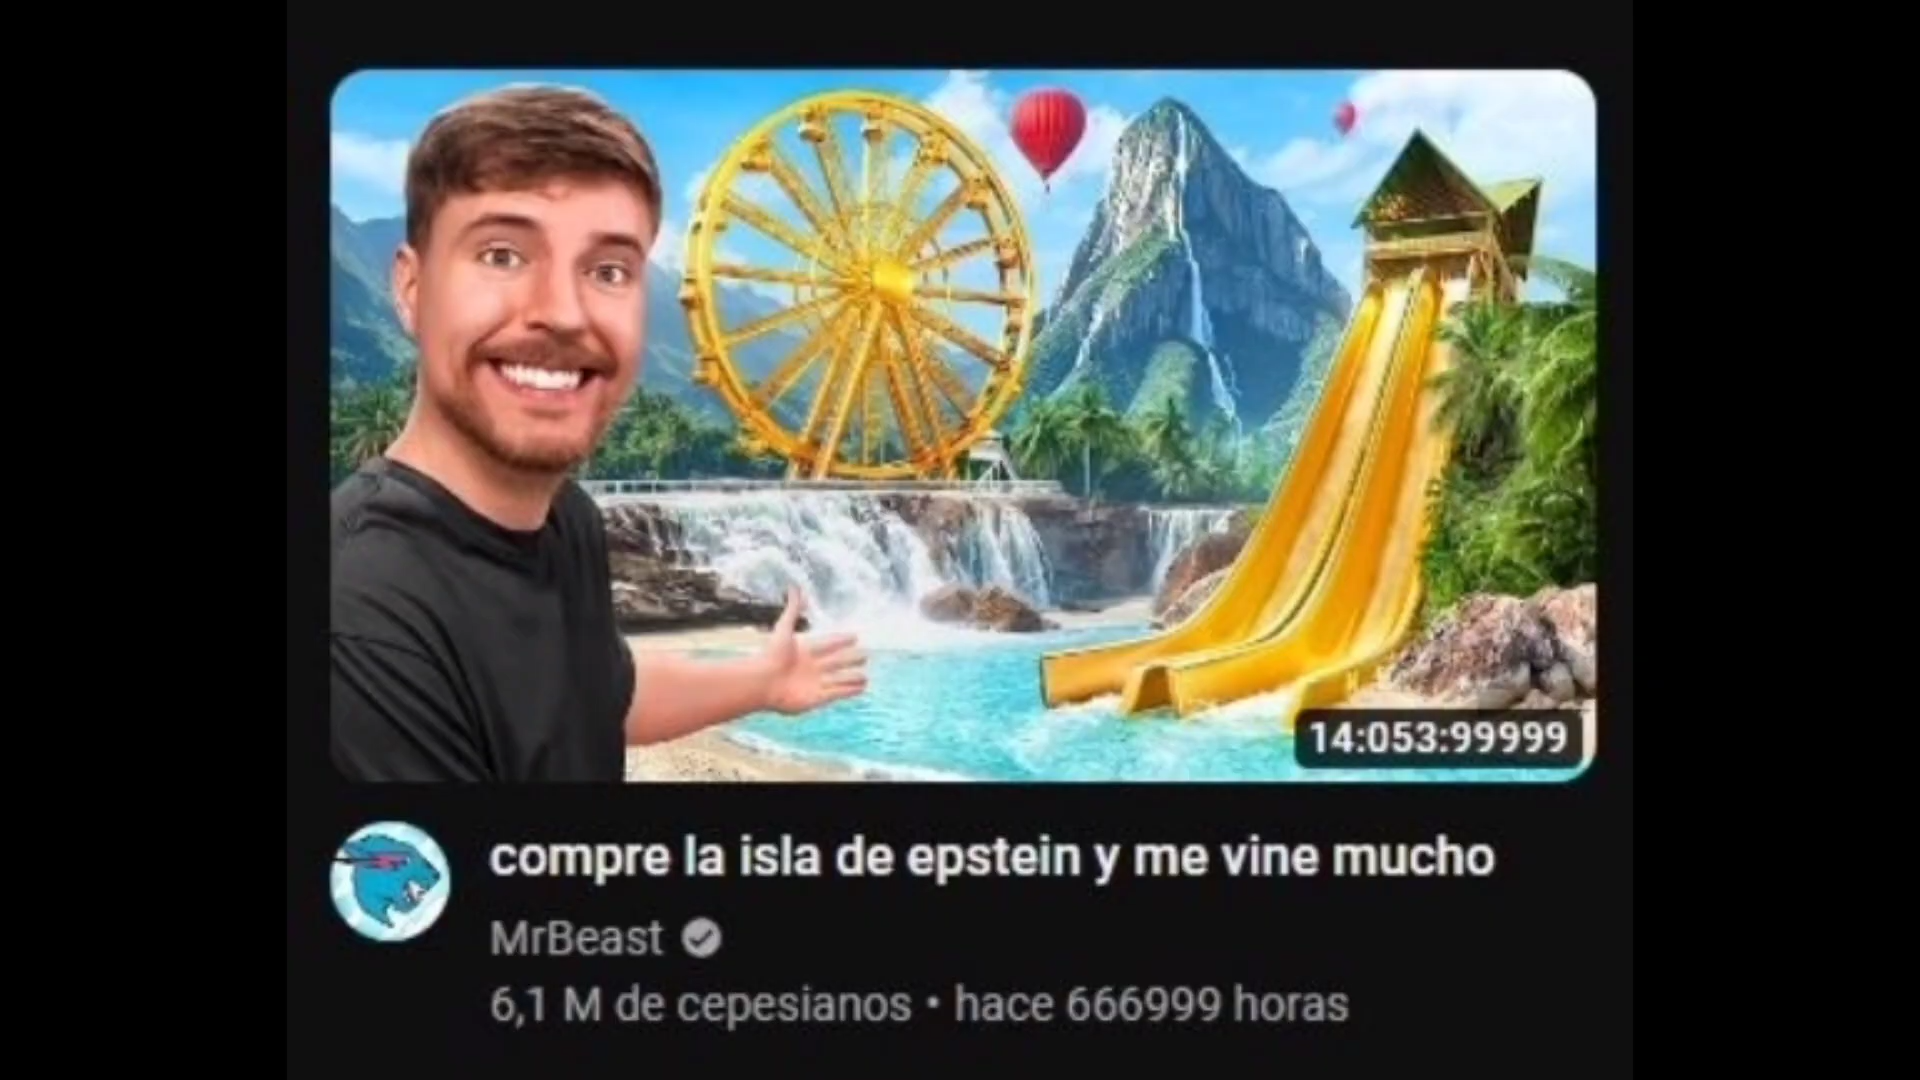 14:053:99999
compre la isla de epstein y me vine mucho
MrBeast
6,1 M de cepesianos • hace 666999 horas